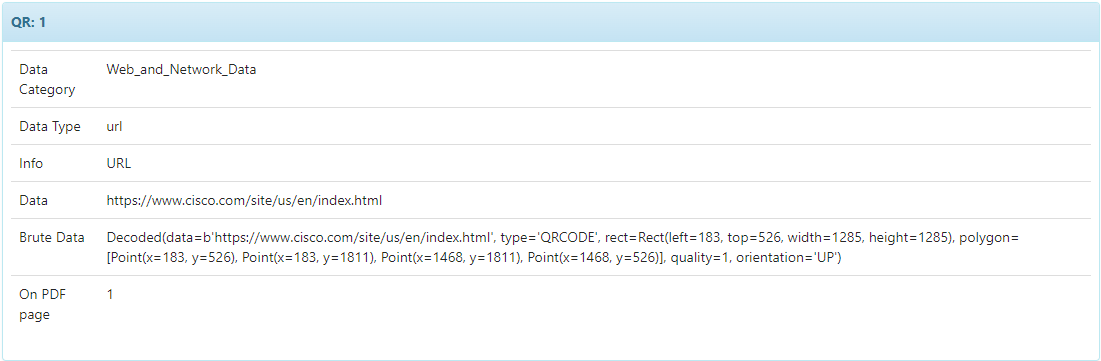 QR: 1
Data Category Web_and_Network_Data
Data Type url
Info URL
Data https://www.cisco.com/site/us/en/index.html
Brute Data Decoded(data=b'https://www.cisco.com/site/us/en/index.html', type='QRCODE', rect=Rect(left=183, top=526, width=1285, height=1285), polygon=
[Point(x=183, y=526), Point(x=183, y=1811), Point(x=1468, y=1811), Point(x=1468, y=526)], quality=1, orientation='UP')
On PDF page 1